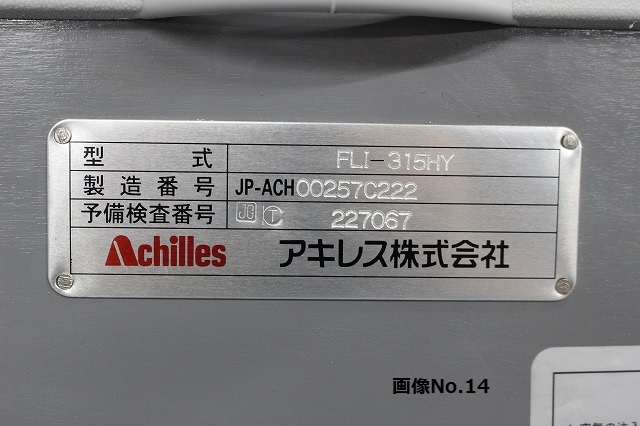 型式 FLI-315HY
製造番号 JP-ACH00257C222
予備検査番号 JG T C 227067
Achilles アキレス株式会社
画像No.14